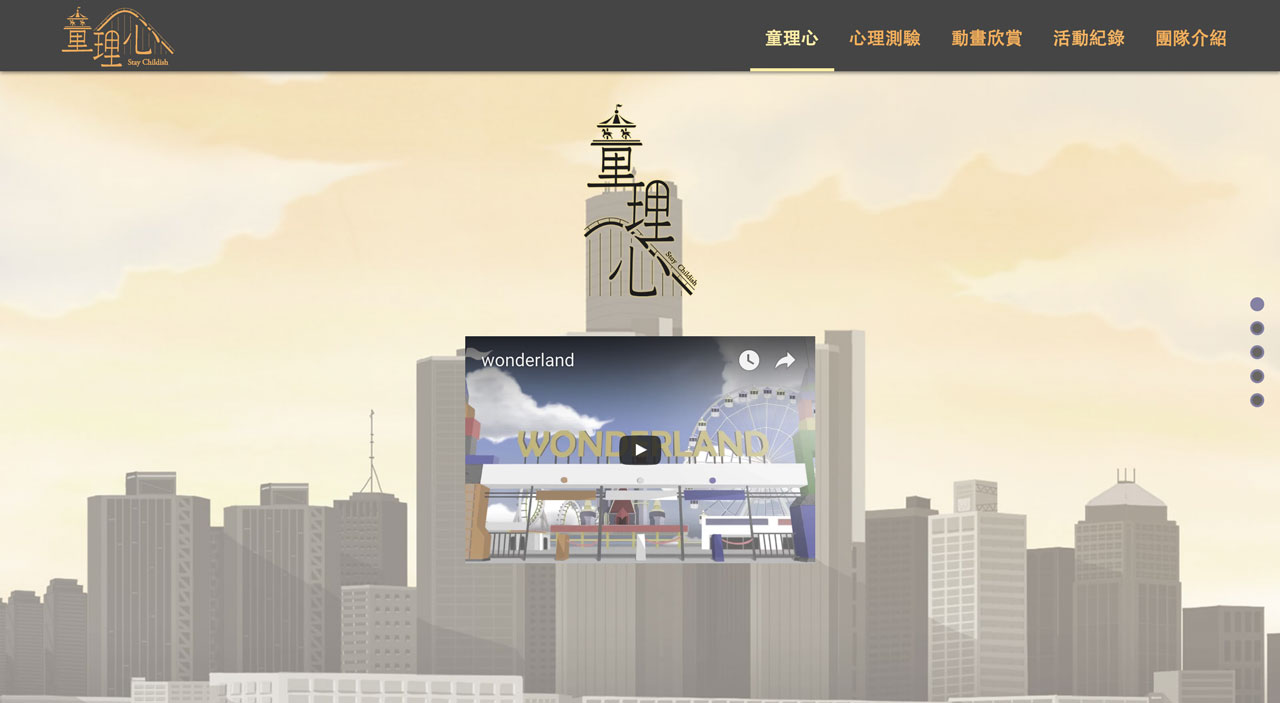 童理心
Stay Childish
童理心
心理測驗
動畫欣賞
活動紀錄
團隊介紹
童理心
Stay Childish
wonderland
WONDERLAND